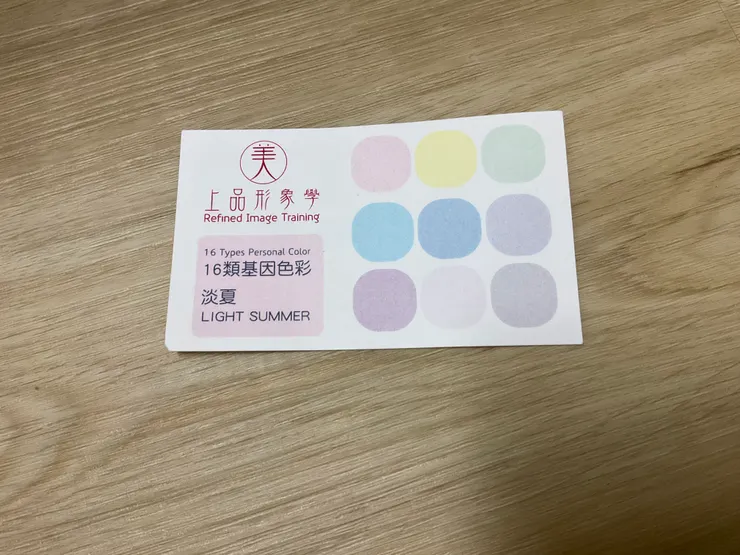 美
上品形象學
Refined Image Training
16 Types Personal Color
16類基因色彩
淡夏
LIGHT SUMMER